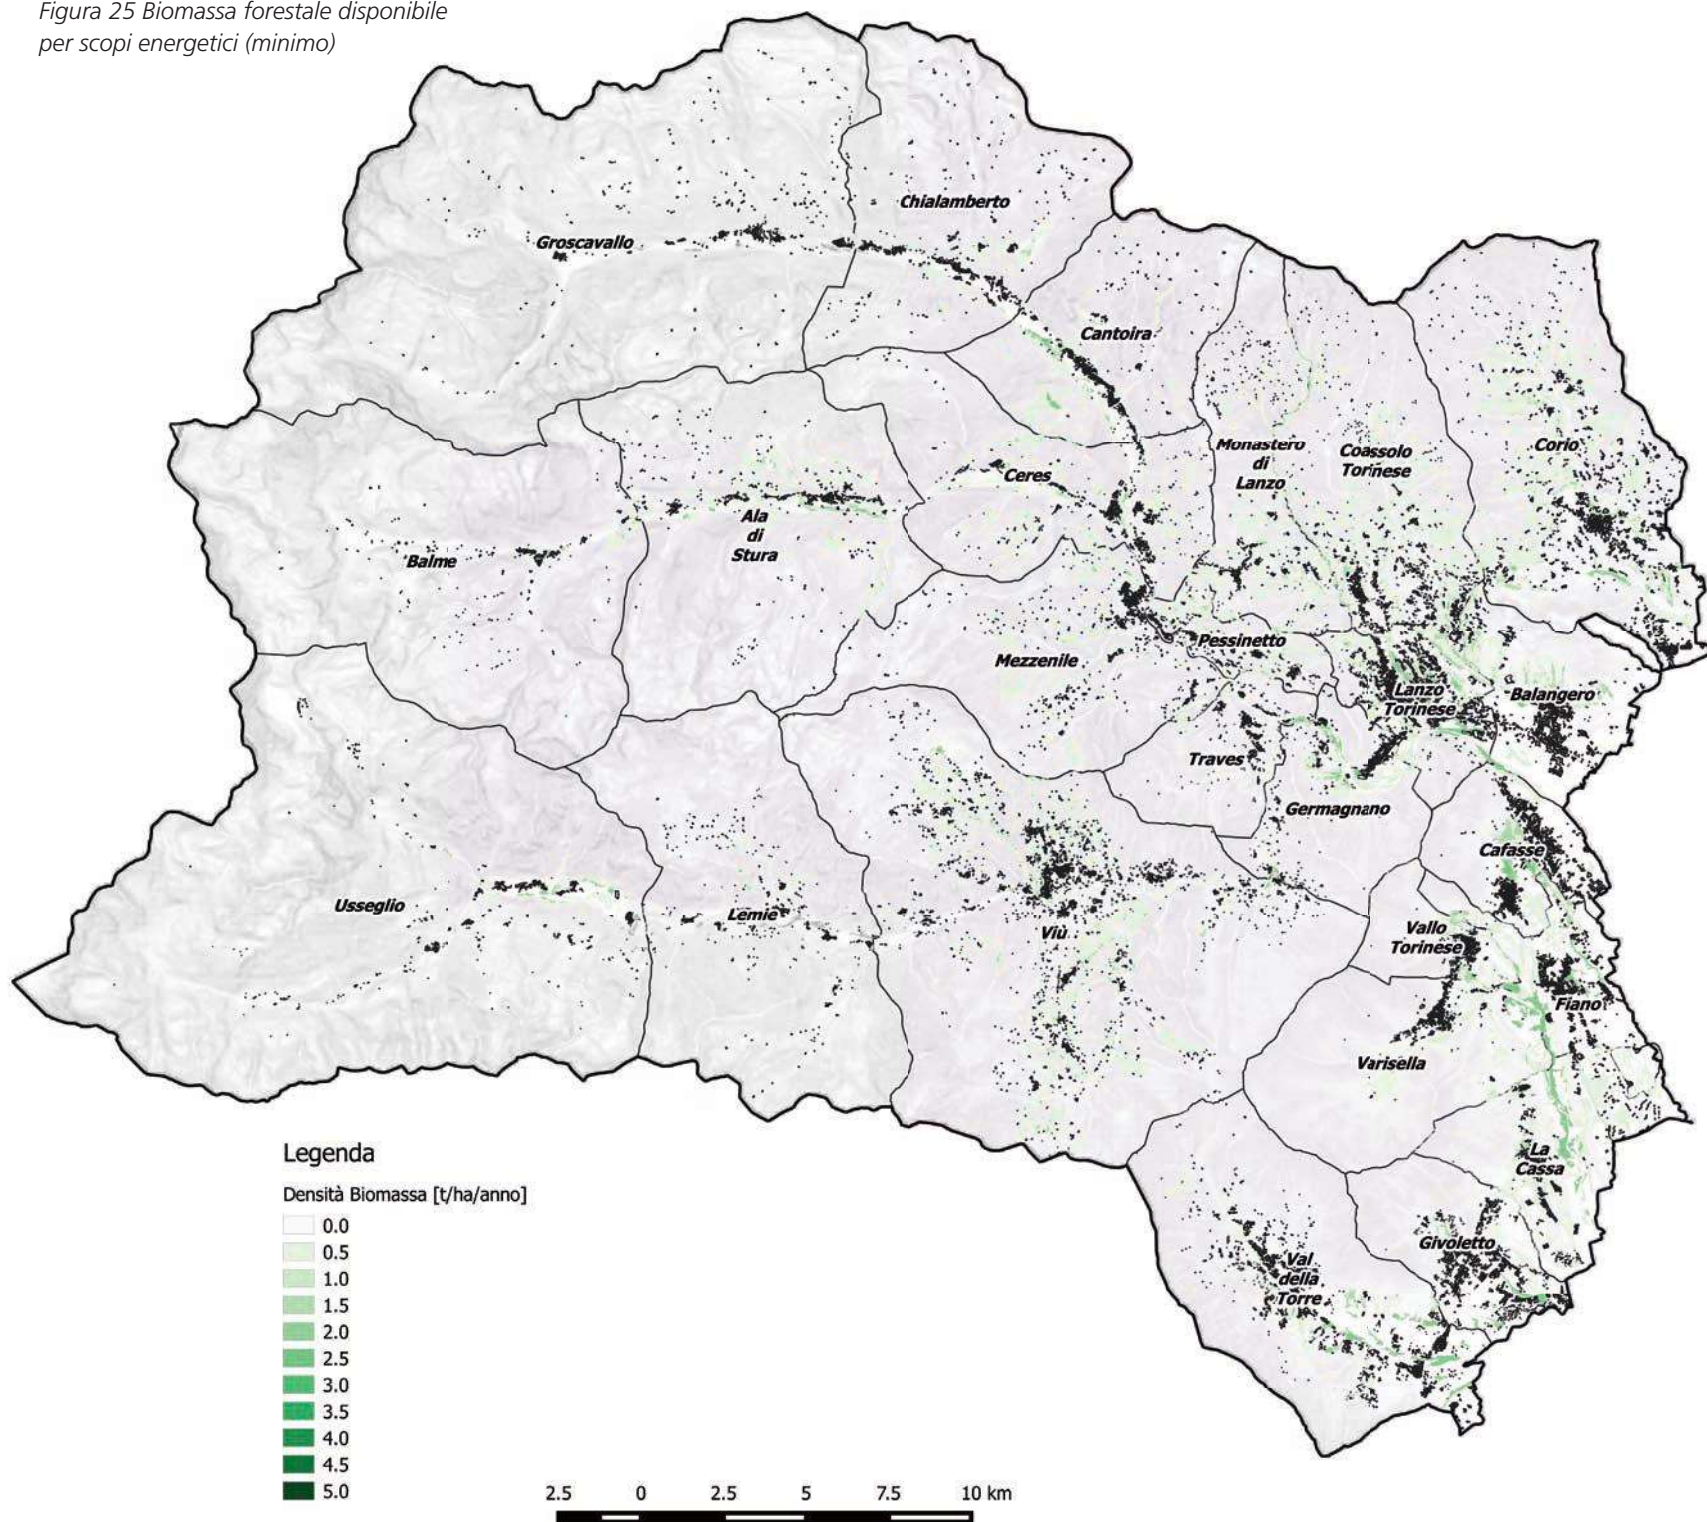 Figura 25 Biomassa forestale disponibile
per scopi energetici (minimo)
Chialamberto
Groscavallo
Cantoira
Monastero
di
Lanzo
Coassolo
Torinese
Corio
Ceres
Ala
di
Stura
Balme
Pessinetto
Mezzenile
Lanzo
Torinese
Balangero
Traves
Germagnano
Cafasse
Usseglio
Lemie
Viù
Vallo
Torinese
Fiano
Varisella
La
Cassa
Givoletto
Val
della
Torre
Legenda
Densità Biomassa [t/ha/anno]
0.0
0.5
1.0
1.5
2.0
2.5
3.0
3.5
4.0
4.5
5.0
2.5 0 2.5 5 7.5 10 km